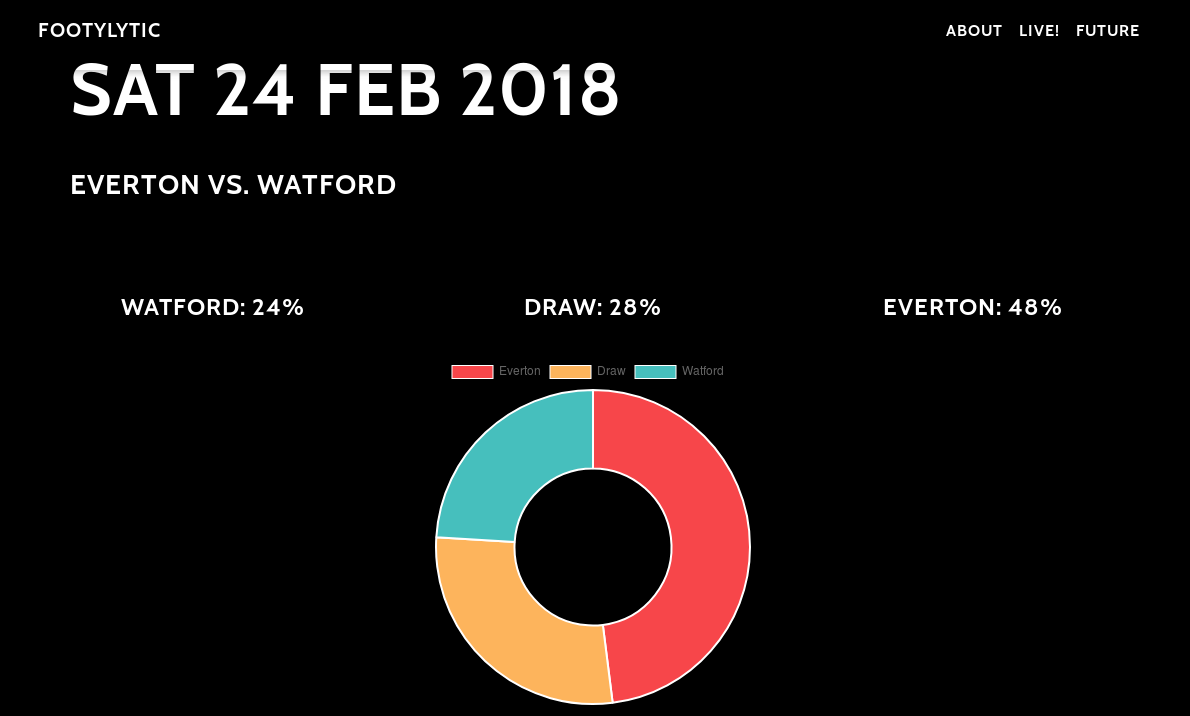 FOOTYLYTIC ABOUT LIVE! FUTURE
SAT 24 FEB 2018
EVERTON VS. WATFORD
WATFORD: 24% DRAW: 28% EVERTON: 48%
Everton Draw Watford